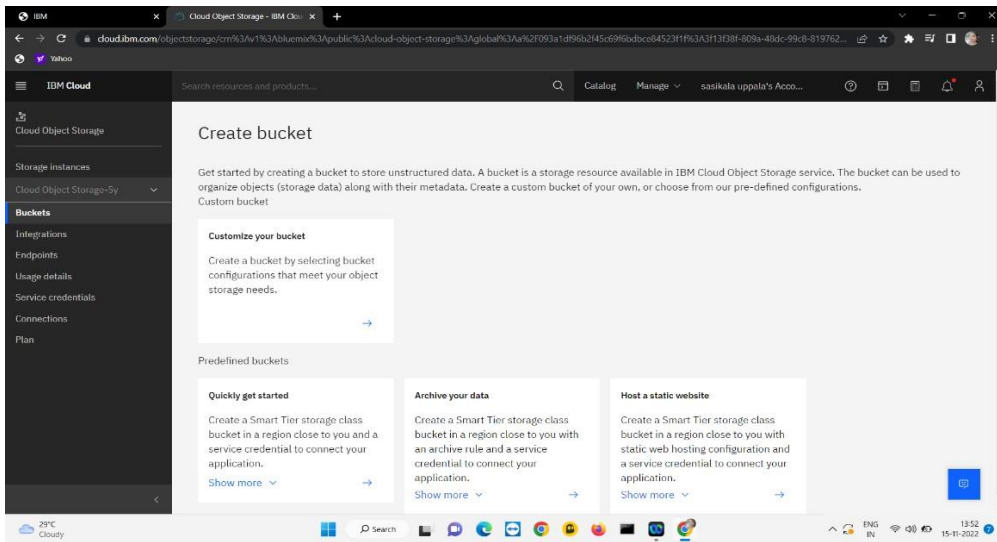 IBM
Cloud Object Storage - IBM Clou
cloud.ibm.com/objectstorage/crn%3Av1%3Abluemix%3Apublic%3Acloud-object-storage%3Aglobal%3Aa%2F093a1df96b2f45c69f6bdbce84523f1f%3A3f13f38f-809a-48dc-99c8-819762...
Yahoo
IBM Cloud
Search resources and products...
Catalog
Manage
sasikala uppala's Acco...
Cloud Object Storage
Storage instances
Cloud Object Storage-5y
Buckets
Integrations
Endpoints
Usage details
Service credentials
Connections
Plan
Create bucket
Get started by creating a bucket to store unstructured data. A bucket is a storage resource available in IBM Cloud Object Storage service. The bucket can be used to
organize objects (storage data) along with their metadata. Create a custom bucket of your own, or choose from our pre-defined configurations.
Custom bucket
Customize your bucket
Create a bucket by selecting bucket
configurations that meet your object
storage needs.
Predefined buckets
Quickly get started
Create a Smart Tier storage class
bucket in a region close to you and a
service credential to connect your
application.
Show more
Archive your data
Create a Smart Tier storage class
bucket in a region close to you with
an archive rule and a service
credential to connect your
application.
Show more
Host a static website
Create a Smart Tier storage class
bucket in a region close to you with
static web hosting configuration and
a service credential to connect your
application.
Show more
29°C
Cloudy
Search
ENG
IN
13:52
15-11-2022